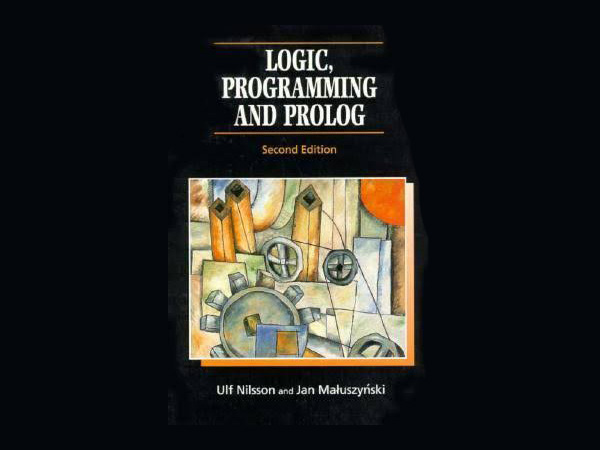 LOGIC,
PROGRAMMING
AND PROLOG
Second Edition
Ulf Nilsson and Jan Małuszyński